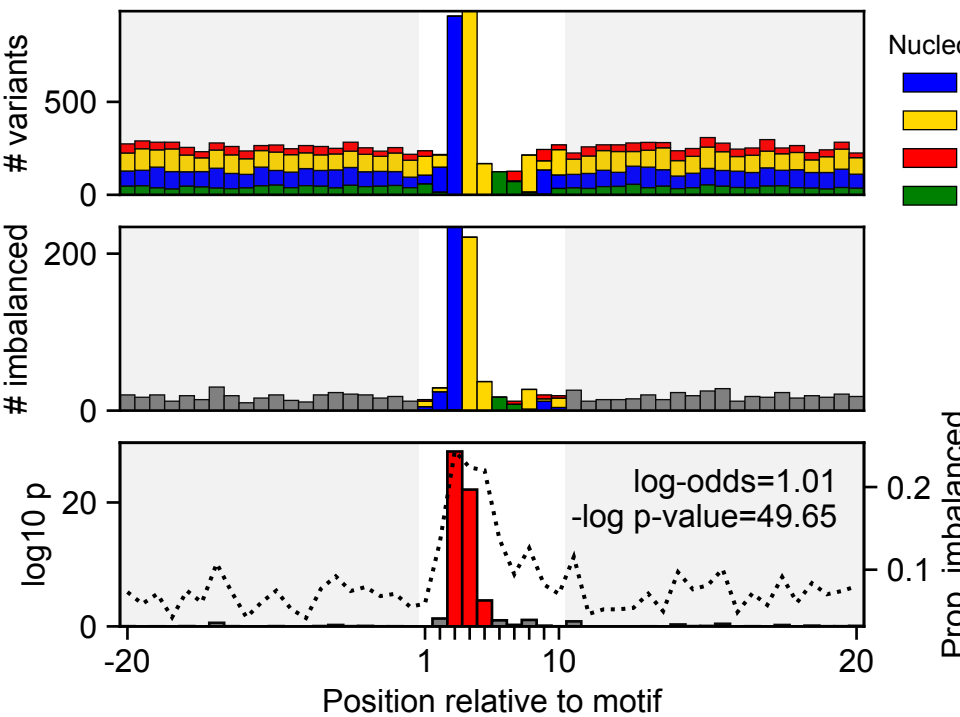 # variants
500
0
Nucleo
# imbalanced
200
0
log10 p
20
0
log-odds=1.01
-log p-value=49.65
0.2
0.1
Prop. imbalanced
-20
1
10
20
Position relative to motif